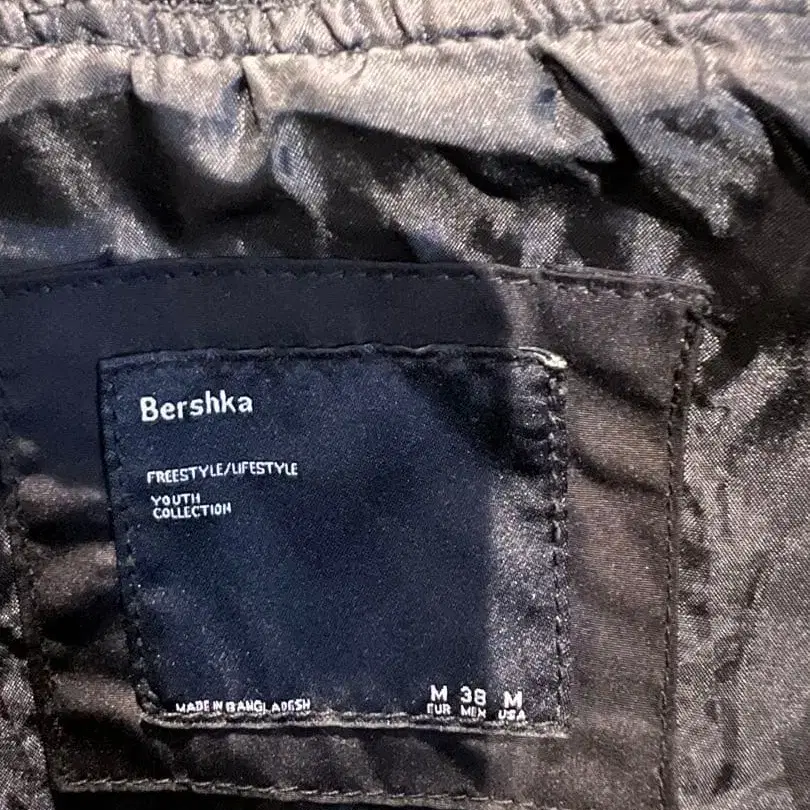 Bershka
FREESTYLE/LIFESTYLE
YOUTH
COLLECTION
M 38 M
EUR MEX USA
MADE IN BANGLADESH